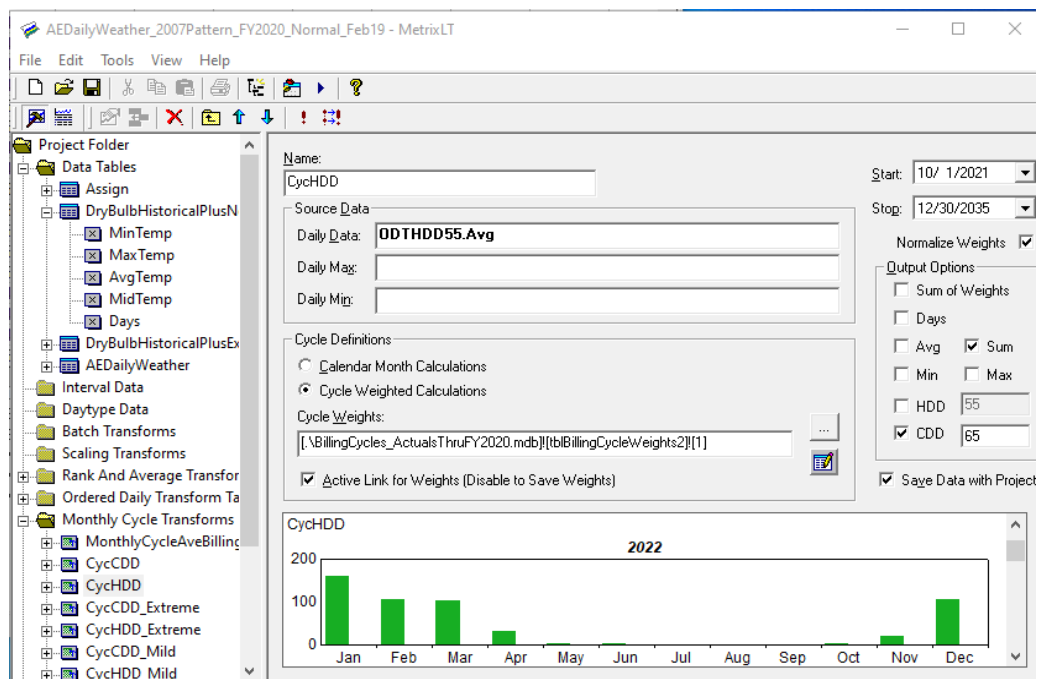 AEDailyWeather_2007Pattern_FY2020_Normal_Feb19 - MetrixLT
File Edit Tools View Help
Project Folder
Data Tables
Assign
DryBulbHistoricalPlusN
MinTemp
MaxTemp
AvgTemp
MidTemp
Days
DryBulbHistoricalPlusEx
AEDailyWeather
Interval Data
Daytype Data
Batch Transforms
Scaling Transforms
Rank And Average Transfor
Ordered Daily Transform Ta
Monthly Cycle Transforms
MonthlyCycleAveBilling
CycCDD
CycHDD
CycCDD_Extreme
CycHDD_Extreme
CycCDD_Mild
CycHDD_Mild
Name:
CycHDD
Source Data
Daily Data: ODTHDD55.Avg
Daily Max:
Daily Min:
Cycle Definitions
Calendar Month Calculations
Cycle Weighted Calculations
Cycle Weights:
[.\BillingCycles_ActualsThruFY2020.mdb]![tblBillingCycleWeights2]![1]
...
Active Link for Weights (Disable to Save Weights)
Start: 10/ 1/2021
Stop: 12/30/2035
Normalize Weights
Output Options
Sum of Weights
Days
Avg Sum
Min Max
HDD 55
CDD 65
Save Data with Project
CycHDD
2022
200
100
0
Jan Feb Mar Apr May Jun Jul Aug Sep Oct Nov Dec